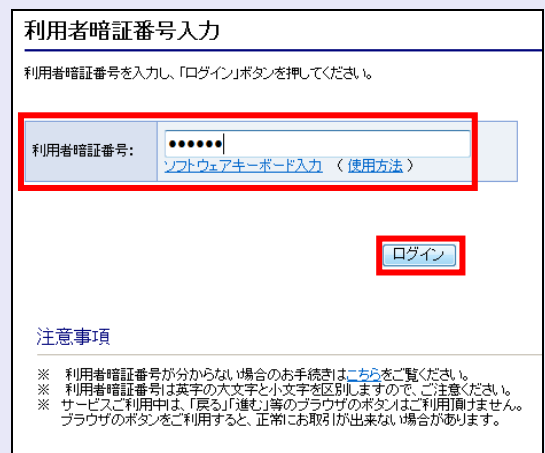 利用者暗証番号入力
利用者暗証番号を入力し、「ログイン」ボタンを押してください。
利用者暗証番号: ●●●●●●
ソフトウェアキーボード入力 （ 使用方法 ）
ログイン
注意事項
※ 利用者暗証番号が分からない場合のお手続きはこちらをご覧ください。
※ 利用者暗証番号は英字の大文字と小文字を区別しますので、ご注意ください。
※ サービスご利用中は、「戻る」「進む」等のブラウザのボタンはご利用頂けません。
ブラウザのボタンをご利用すると、正常にお取引が出来ない場合があります。